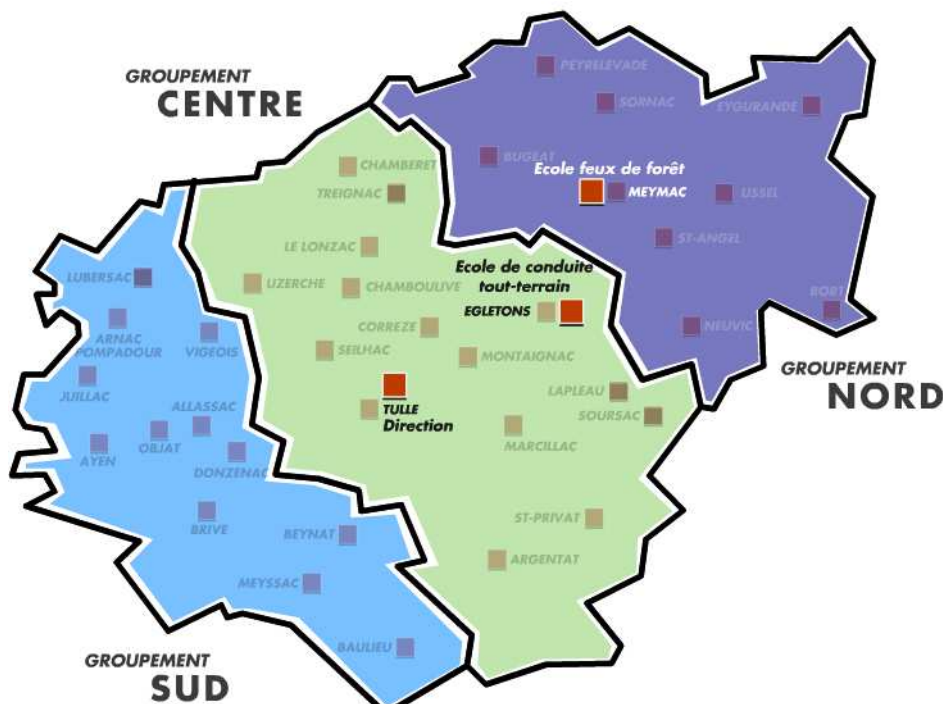 GROUPEMENT
CENTRE
PEYRELEVADE
SORNAC
EYGURANDE
BUGEAT
CHAMBERET
Ecole feux de forêt
TREIGNAC
MEYMAC
USSEL
ST-ANGEL
LE LONZAC
Ecole de conduite
tout-terrain
LUBERSAC
UZERCHE
CHAMBOULIVE
EGLETONS
BORT
ARNAC
POMPADOUR
VIGEOIS
CORREZE
NEUVIC
SEILHAC
MONTAIGNAC
GROUPEMENT
NORD
JUILLAC
LAPLEAU
SOURSAC
ALLASSAC
TULLE
Direction
OBJAT
AYEN
MARCILLAC
DONZENAC
BRIVE
ST-PRIVAT
BEYNAT
ARGENTAT
MEYSSAC
BAULIEU
GROUPEMENT
SUD